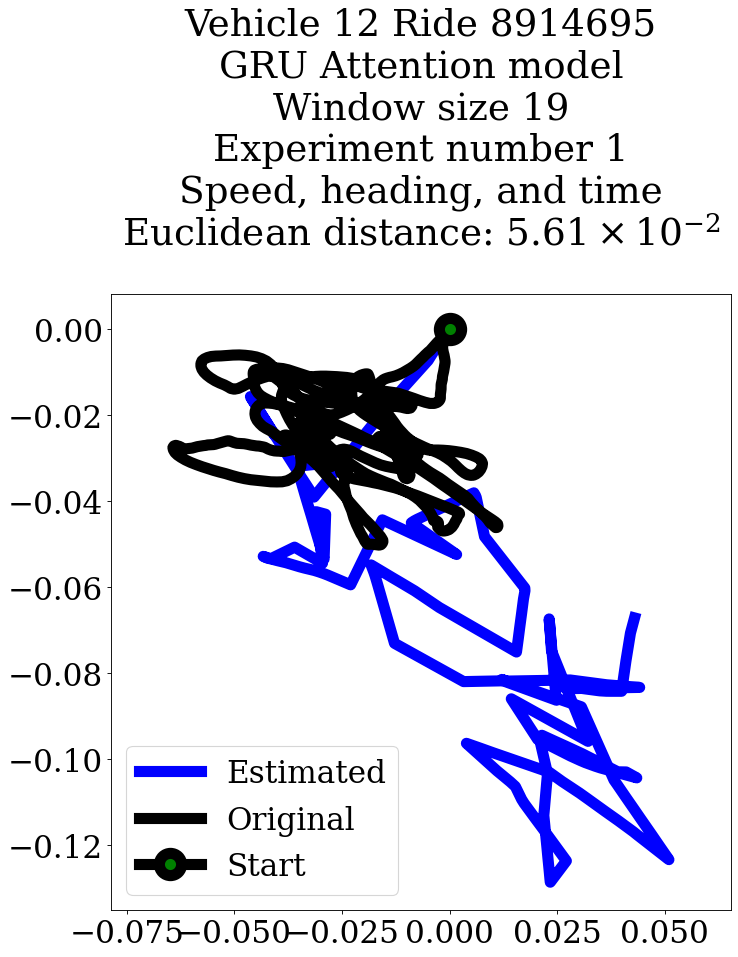 Vehicle 12 Ride 8914695
GRU Attention model
Window size 19
Experiment number 1
Speed, heading, and time
Euclidean distance: 5.61 × 10⁻²
0.00
−0.02
−0.04
−0.06
−0.08
−0.10
−0.12
Estimated
Original
Start
−0.075 −0.050 −0.025 0.000 0.025 0.050